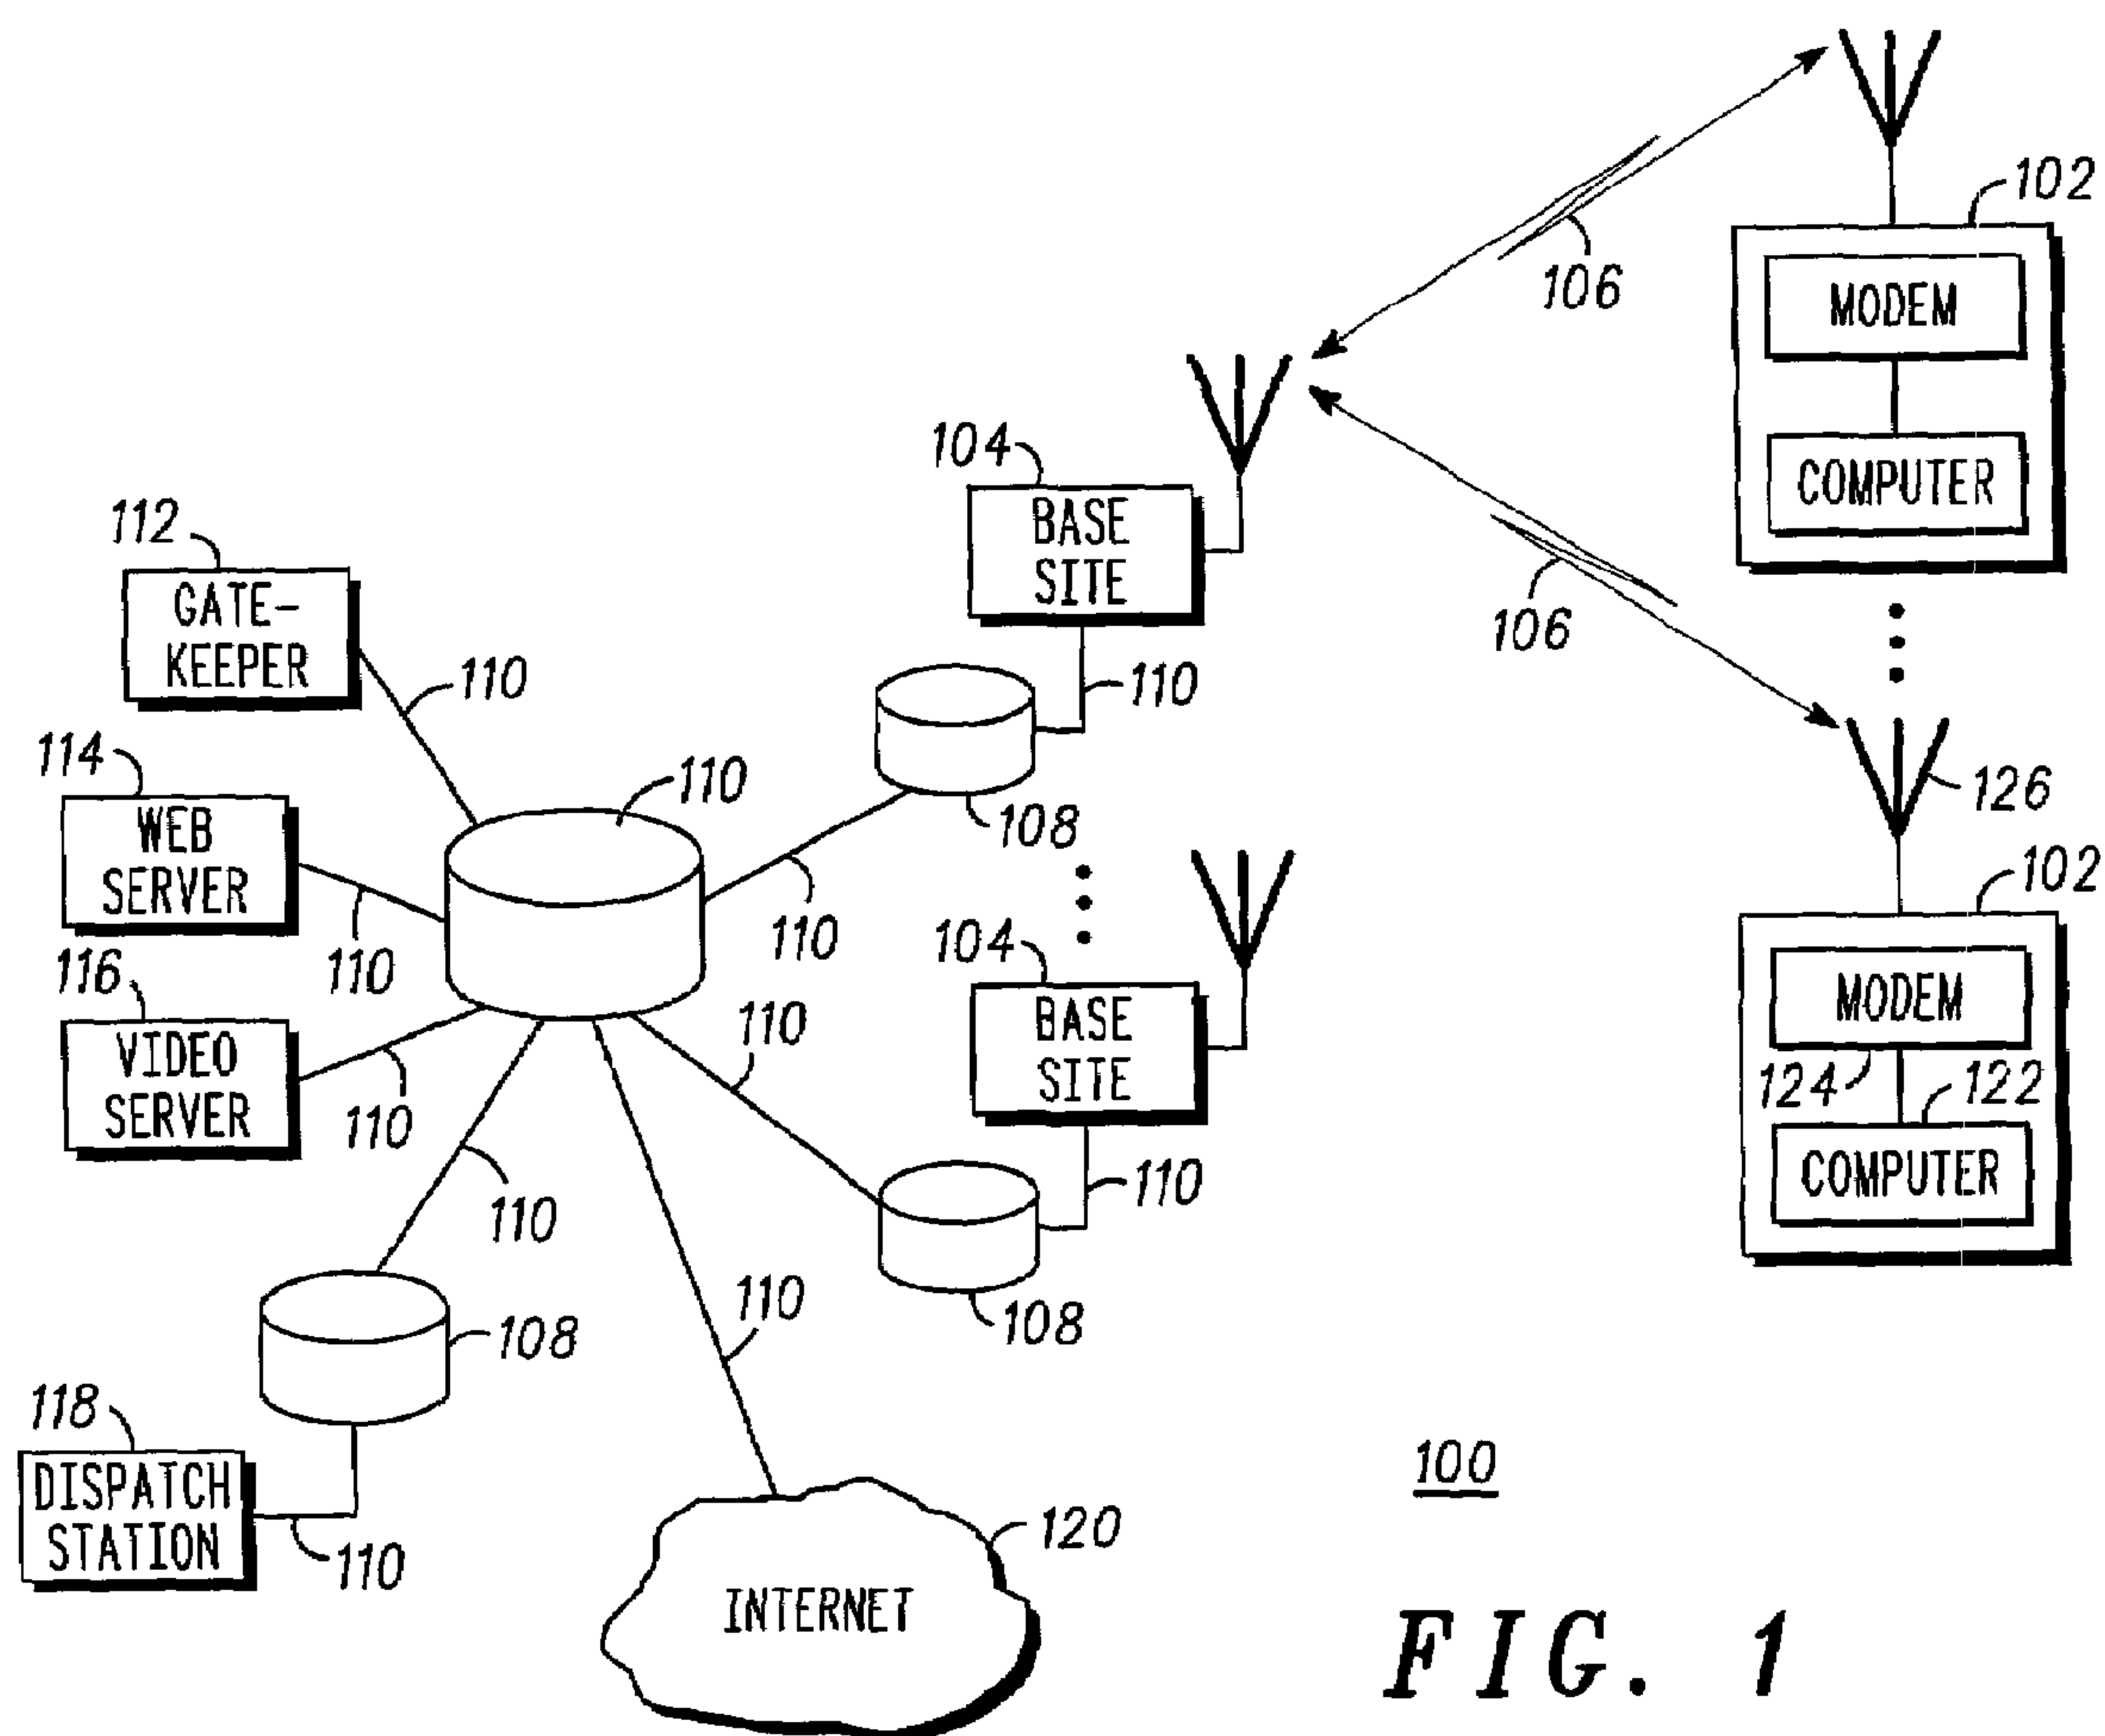 102
MODEM
COMPUTER
106
106
104
BASE
SITE
112
GATE-
KEEPER
110
110
114
WEB
SERVER
110
110
108
126
110
110
102
MODEM
124
122
COMPUTER
104
BASE
SITE
116
VIDEO
SERVER
110
110
110
110
108
110
108
118
DISPATCH
STATION
110
120
INTERNET
100
FIG. 1